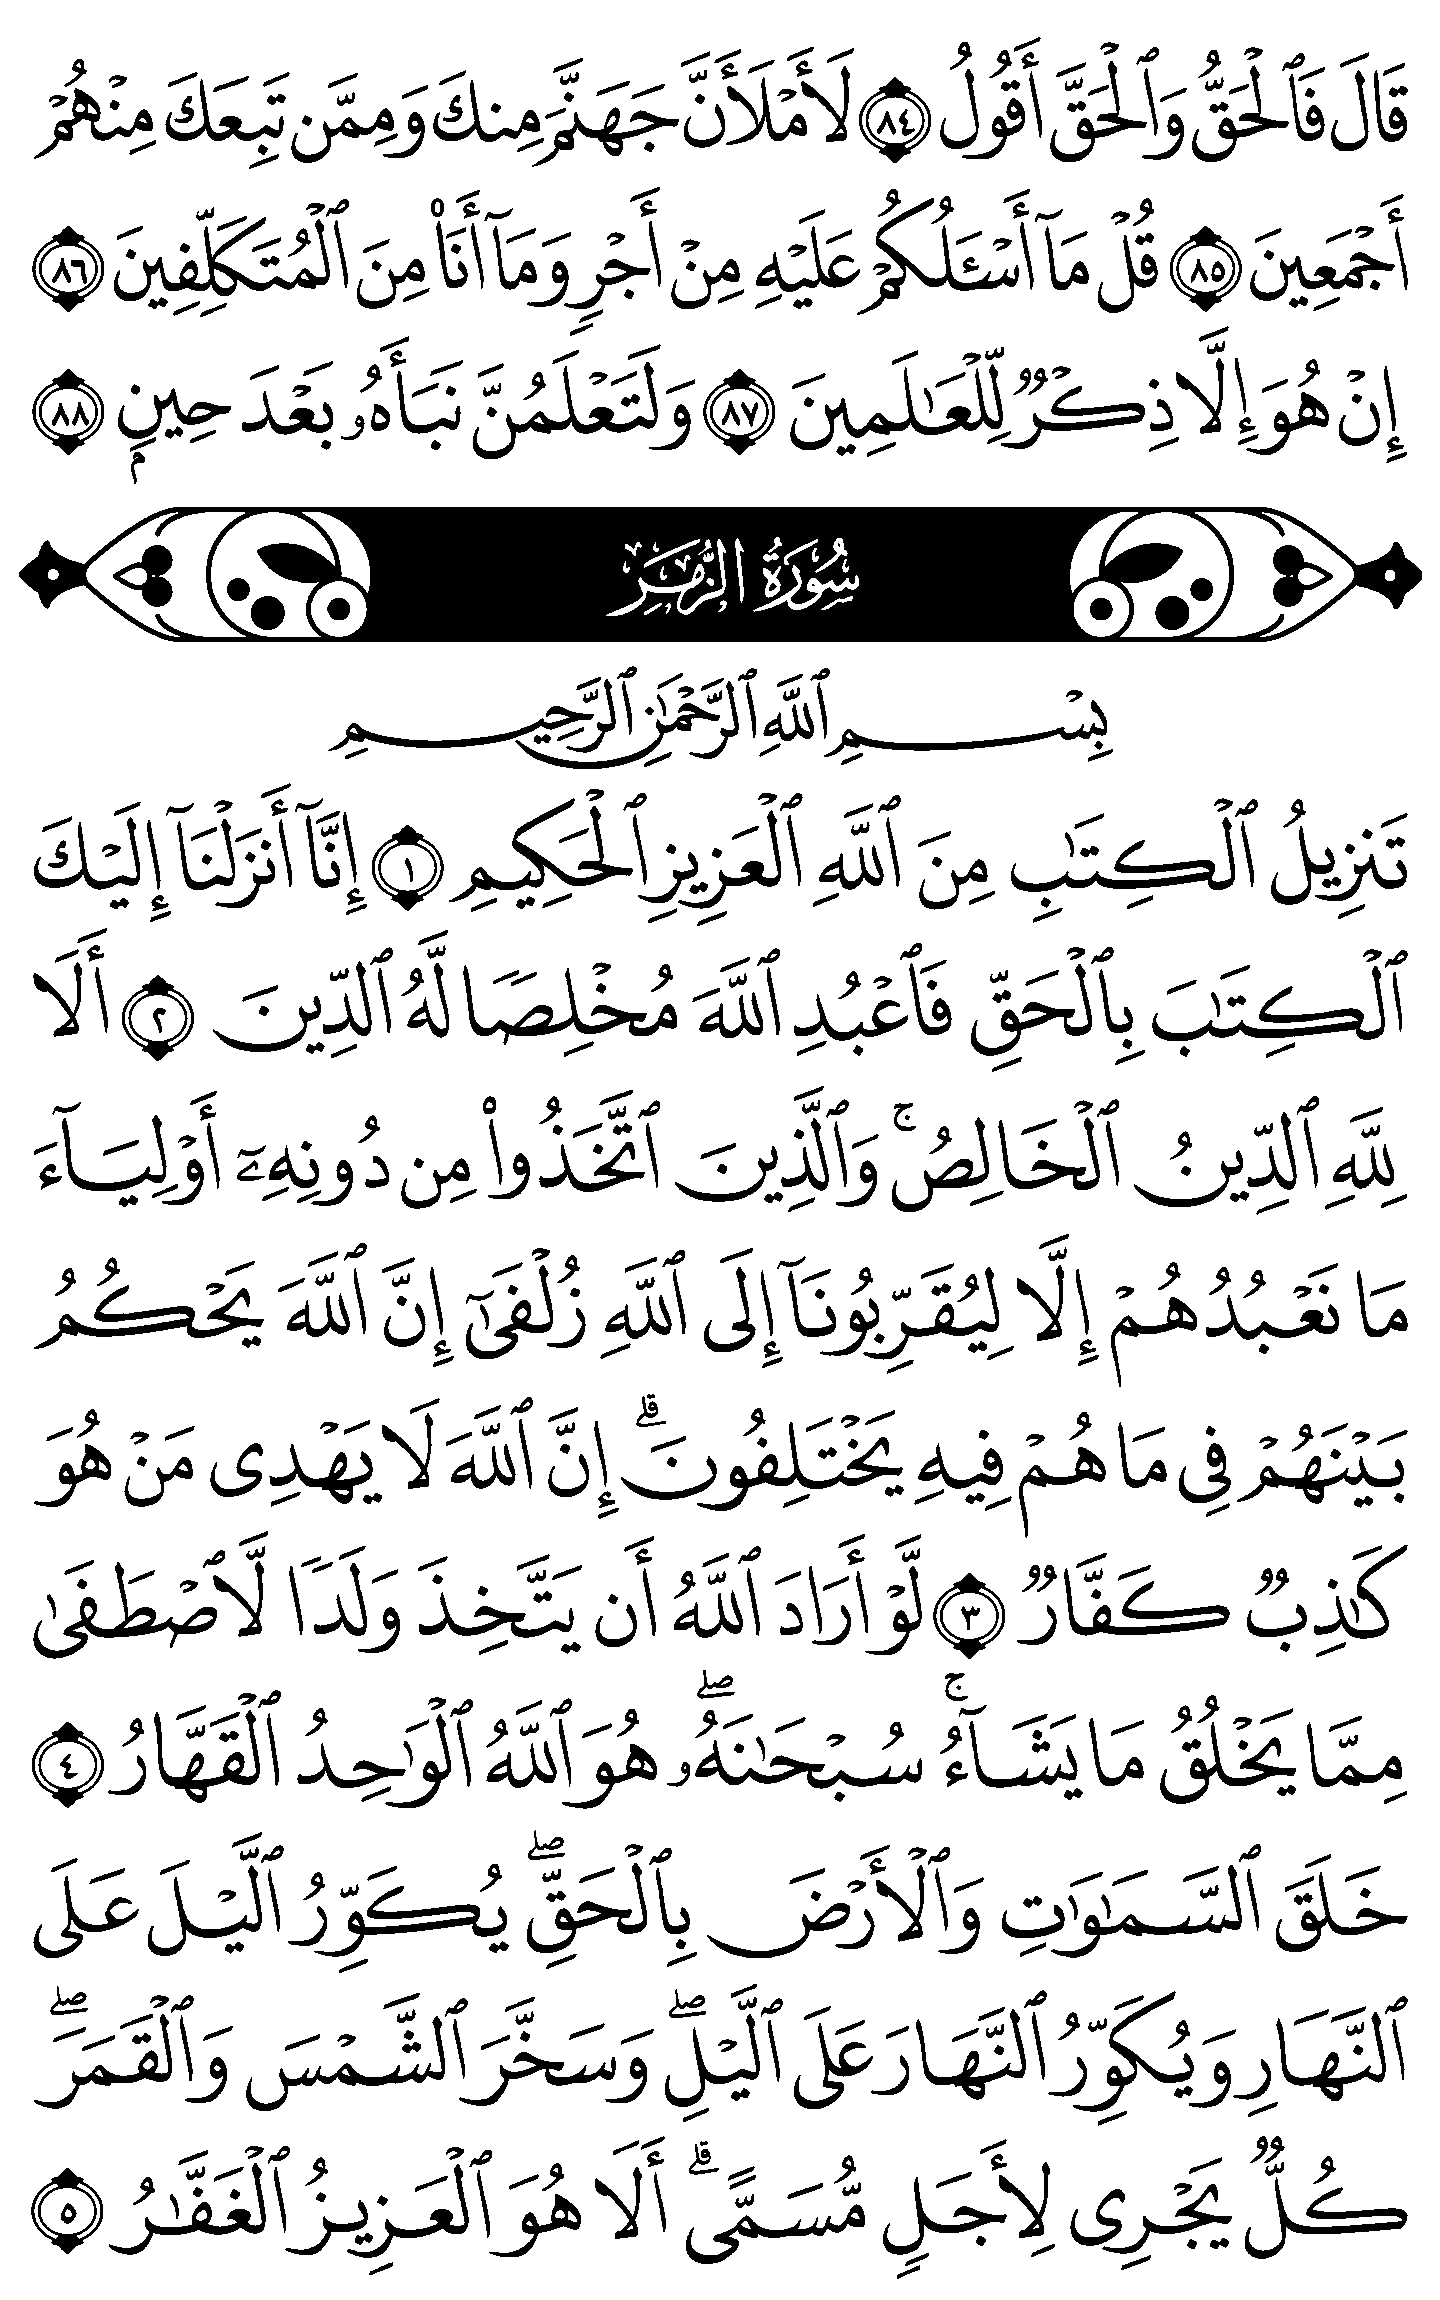 قَالَ فَٱلْحَقُّ وَٱلْحَقَّ أَقُولُ ٨٤ لَأَمْلَأَنَّ جَهَنَّمَ مِنكَ وَمِمَّن تَبِعَكَ مِنْهُمْ
أَجْمَعِينَ ٨٥ قُلْ مَآ أَسْـَٔلُكُمْ عَلَيْهِ مِنْ أَجْرٍ وَمَآ أَنَا۠ مِنَ ٱلْمُتَكَلِّفِينَ ٨٦
إِنْ هُوَ إِلَّا ذِكْرٌ لِّلْعَـٰلَمِينَ ٨٧ وَلَتَعْلَمُنَّ نَبَأَهُۥ بَعْدَ حِينِۭ ٨٨
سُورَةُ الزُّمَرِ
بِسْمِ ٱللَّهِ ٱلرَّحْمَـٰنِ ٱلرَّحِيمِ
تَنزِيلُ ٱلْكِتَـٰبِ مِنَ ٱللَّهِ ٱلْعَزِيزِ ٱلْحَكِيمِ ١ إِنَّآ أَنزَلْنَآ إِلَيْكَ
ٱلْكِتَـٰبَ بِٱلْحَقِّ فَٱعْبُدِ ٱللَّهَ مُخْلِصًا لَّهُ ٱلدِّينَ ٢ أَلَا
لِلَّهِ ٱلدِّينُ ٱلْخَالِصُ ۚ وَٱلَّذِينَ ٱتَّخَذُوا۟ مِن دُونِهِۦٓ أَوْلِيَآءَ
مَا نَعْبُدُهُمْ إِلَّا لِيُقَرِّبُونَآ إِلَى ٱللَّهِ زُلْفَىٰٓ إِنَّ ٱللَّهَ يَحْكُمُ
بَيْنَهُمْ فِى مَا هُمْ فِيهِ يَخْتَلِفُونَ ۗ إِنَّ ٱللَّهَ لَا يَهْدِى مَنْ هُوَ
كَـٰذِبٌ كَفَّارٌ ٣ لَّوْ أَرَادَ ٱللَّهُ أَن يَتَّخِذَ وَلَدًا لَّٱصْطَفَىٰ
مِمَّا يَخْلُقُ مَا يَشَآءُ ۚ سُبْحَـٰنَهُۥ ۖ هُوَ ٱللَّهُ ٱلْوَٰحِدُ ٱلْقَهَّارُ ٤
خَلَقَ ٱلسَّمَـٰوَٰتِ وَٱلْأَرْضَ بِٱلْحَقِّ ۖ يُكَوِّرُ ٱلَّيْلَ عَلَى
ٱلنَّهَارِ وَيُكَوِّرُ ٱلنَّهَارَ عَلَى ٱلَّيْلِ ۖ وَسَخَّرَ ٱلشَّمْسَ وَٱلْقَمَرَ ۖ
كُلٌّ يَجْرِى لِأَجَلٍ مُّسَمًّى ۗ أَلَا هُوَ ٱلْعَزِيزُ ٱلْغَفَّـٰرُ ٥